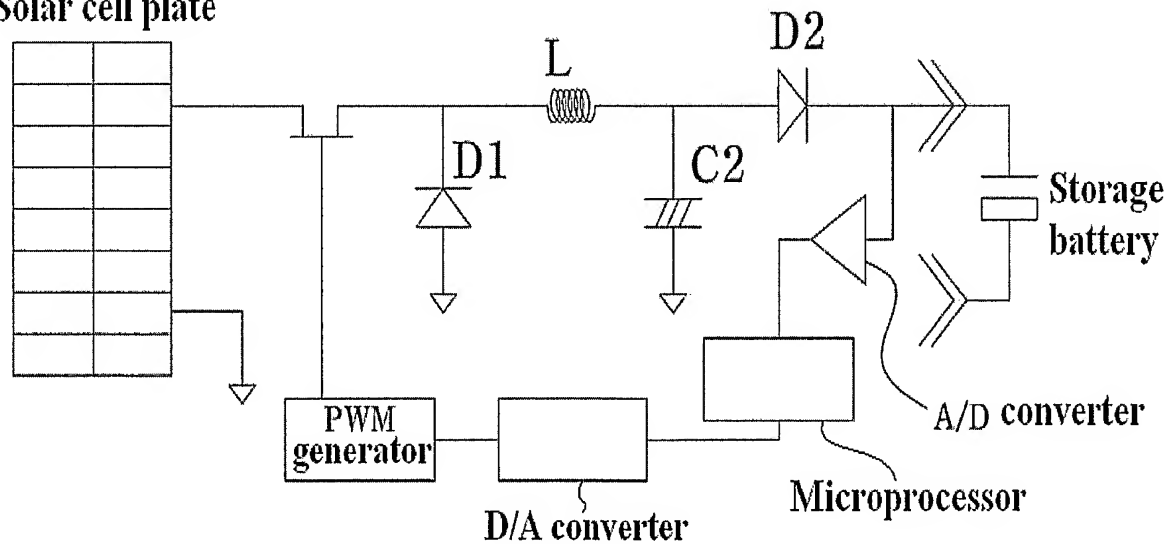 Solar cell plate
D2
L
D1
C2
Storage
battery
PWM
generator
A/D converter
Microprocessor
D/A converter